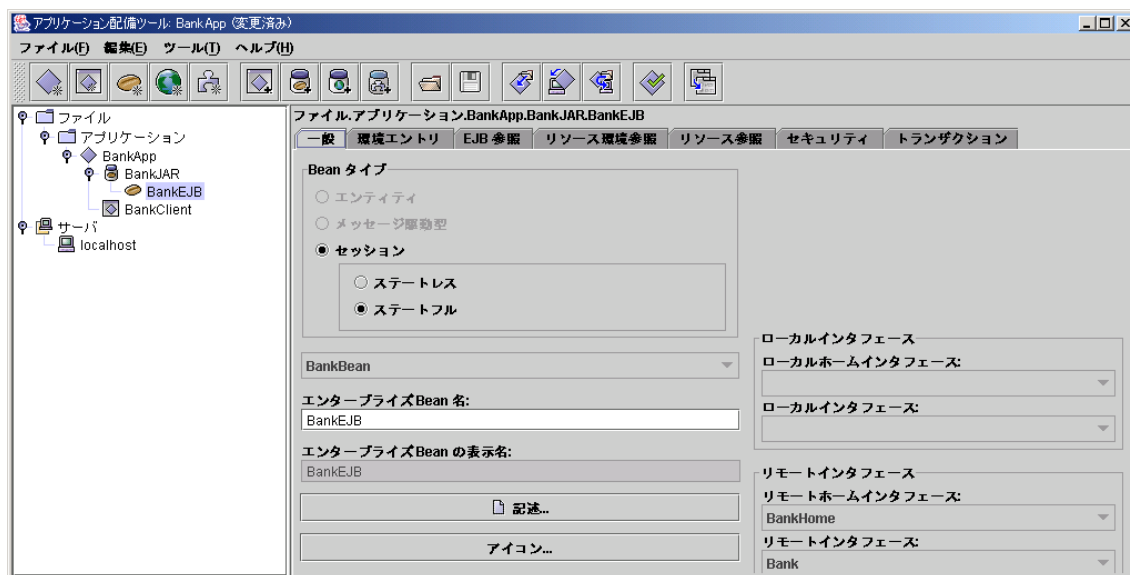 アプリケーション配備ツール: BankApp (変更済み)
ファイル(F) 編集(E) ツール(T) ヘルプ(H)
ファイル
アプリケーション
BankApp
BankJAR
BankEJB
BankClient
サーバ
localhost
ファイル.アプリケーション.BankApp.BankJAR.BankEJB
一般 環境エントリ EJB 参照 リソース環境参照 リソース参照 セキュリティ トランザクション
Bean タイプ
エンティティ
メッセージ駆動型
セッション
ステートレス
ステートフル
BankBean
エンタープライズBean 名:
BankEJB
エンタープライズBean の表示名:
BankEJB
記述...
アイコン...
ローカルインタフェース
ローカルホームインタフェース:
ローカルインタフェース:
リモートインタフェース
リモートホームインタフェース:
BankHome
リモートインタフェース:
Bank